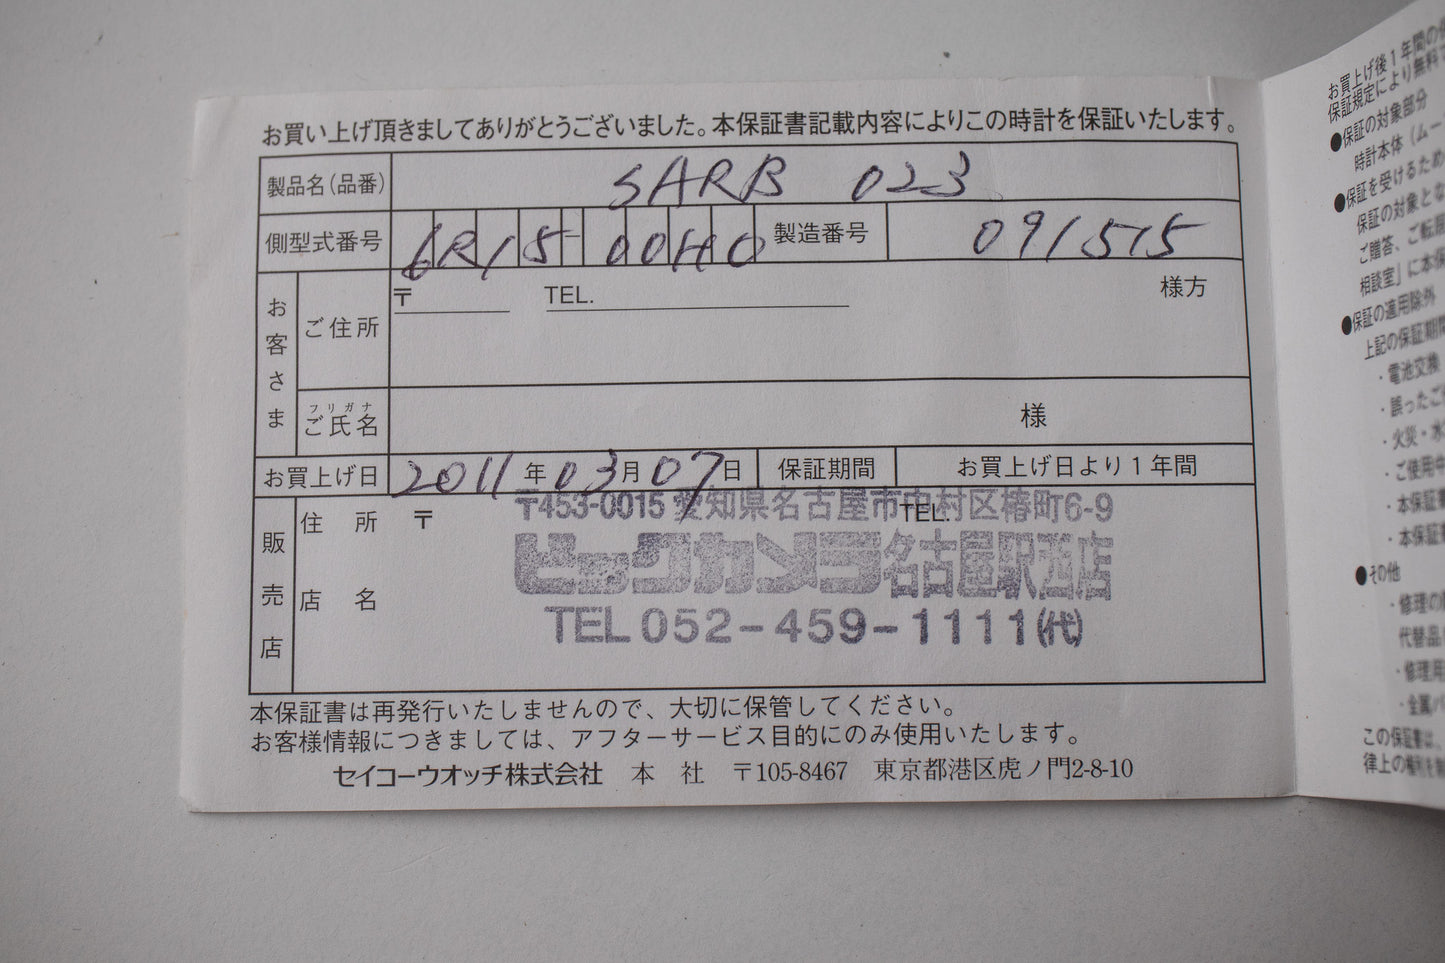 お買い上げ頂きましてありがとうございました。本保証書記載内容によりこの時計を保証いたします。
製品名(品番) SARB 023
側型式番号 6R15-00H0 製造番号 091515
お客さま
ご住所 〒 TEL. 様方
フリガナ
ご氏名 様
お買上げ日 2011年03月07日 保証期間 お買上げ日より1年間
販売店
住所 〒 TEL.
店名
〒453-0015 愛知県名古屋市中村区椿町6-9
ビックカメラ名古屋駅西店
TEL 052-459-1111(代)
本保証書は再発行いたしませんので、大切に保管してください。
お客様情報につきましては、アフターサービス目的にのみ使用いたします。
セイコーウオッチ株式会社 本社 〒105-8467 東京都港区虎ノ門2-8-10
お買上げ後1年間の
保証規定により無料
●保証の対象部分
時計本体(ムー
●保証を受けるため
保証の対象とな
ご贈答、ご転居
相談室」に本保
●保証の適用除外
上記の保証期間
・電池交換
・誤ったご
・火災・水
・ご使用中
・本保証書
・本保証
●その他
・修理の
代替品
・修理用
・金属バ
この保証書は、
律上の権利を